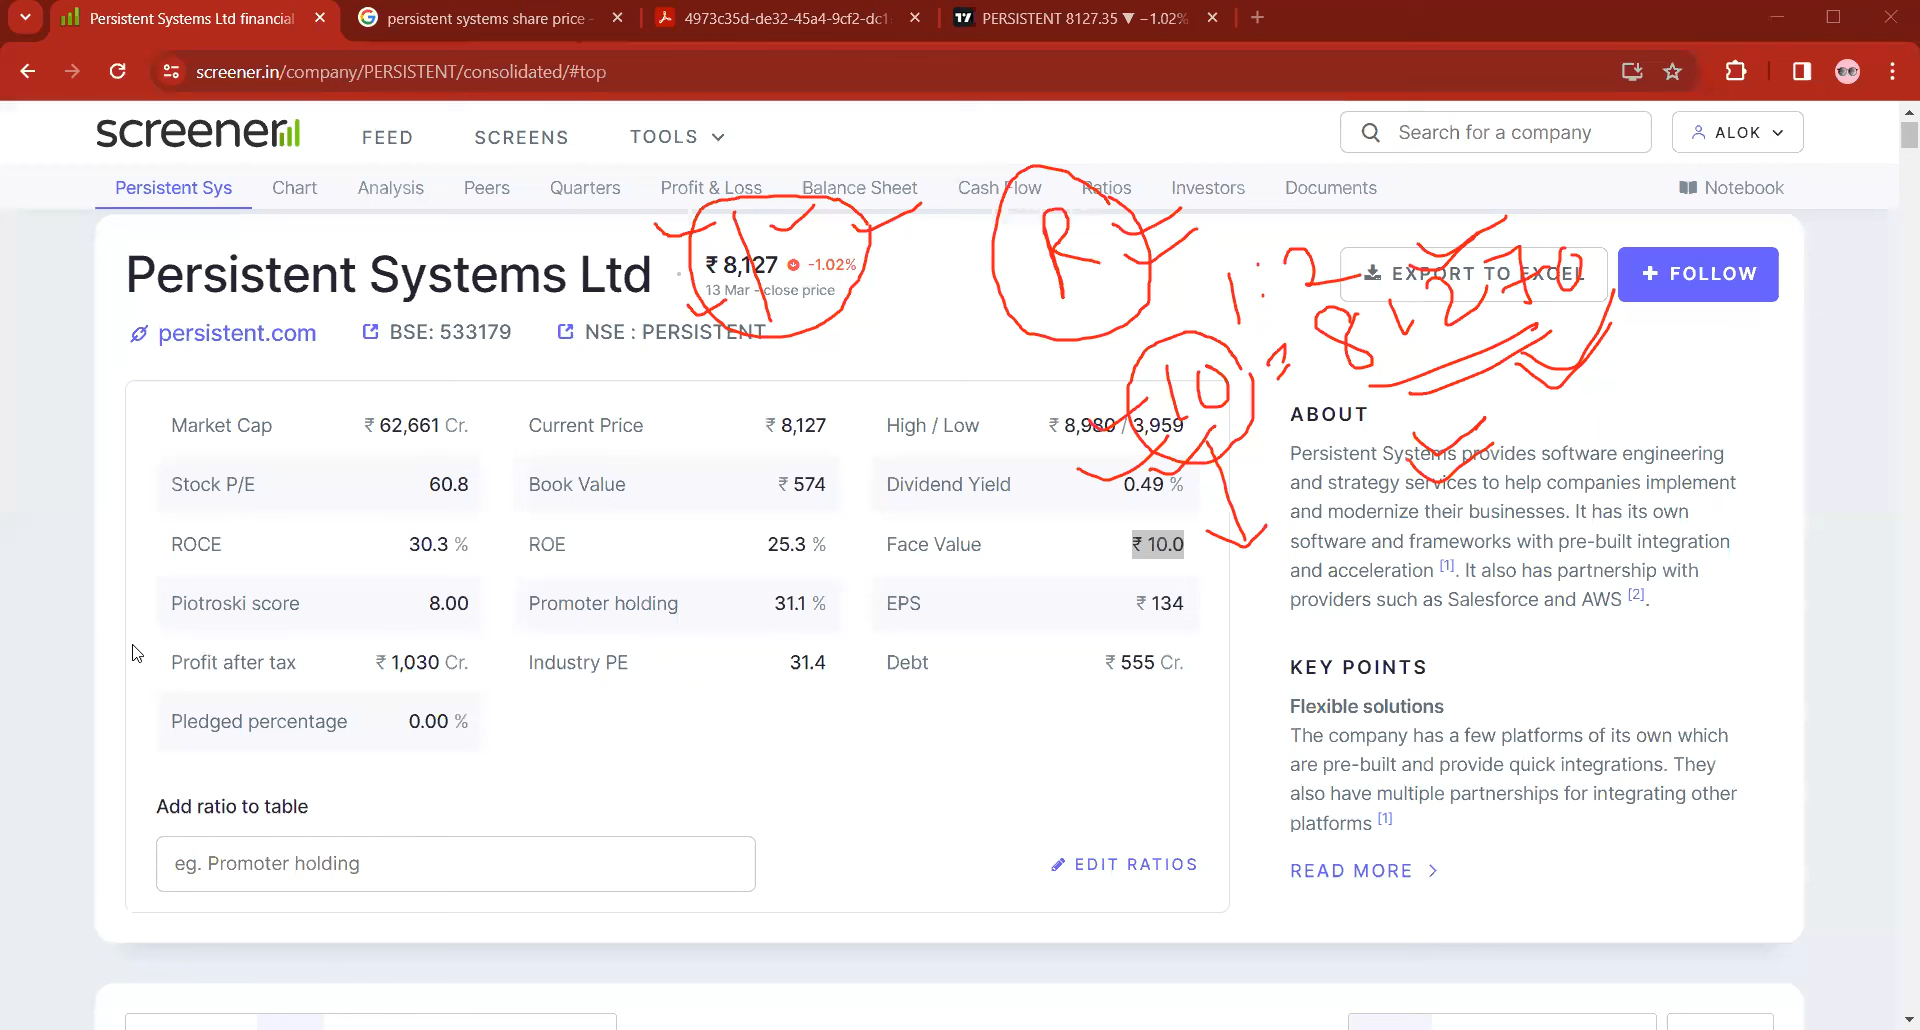 Persistent Systems Ltd financial
persistent systems share price -
4973c35d-de32-45a4-9cf2-dc1
PERSISTENT 8127.35 ▼ −1.02%
screener.in/company/PERSISTENT/consolidated/#top
screener
FEED
SCREENS
TOOLS
Search for a company
ALOK
Persistent Sys
Chart
Analysis
Peers
Quarters
Profit & Loss
Balance Sheet
Cash Flow
Ratios
Investors
Documents
Notebook
Persistent Systems Ltd
₹ 8,127 -1.02%
13 Mar - close price
R
1:2
EXPORT TO EXCEL
+ FOLLOW
persistent.com
BSE: 533179
NSE : PERSISTENT
10
Market Cap ₹ 62,661 Cr.
Current Price ₹ 8,127
High / Low ₹ 8,980 / 3,959
Stock P/E 60.8
Book Value ₹ 574
Dividend Yield 0.49 %
ROCE 30.3 %
ROE 25.3 %
Face Value ₹ 10.0
Piotroski score 8.00
Promoter holding 31.1 %
EPS ₹ 134
Profit after tax ₹ 1,030 Cr.
Industry PE 31.4
Debt ₹ 555 Cr.
Pledged percentage 0.00 %
Add ratio to table
eg. Promoter holding
EDIT RATIOS
ABOUT
Persistent Systems provides software engineering
and strategy services to help companies implement
and modernize their businesses. It has its own
software and frameworks with pre-built integration
and acceleration [1]. It also has partnership with
providers such as Salesforce and AWS [2].
KEY POINTS
Flexible solutions
The company has a few platforms of its own which
are pre-built and provide quick integrations. They
also have multiple partnerships for integrating other
platforms [1]
READ MORE